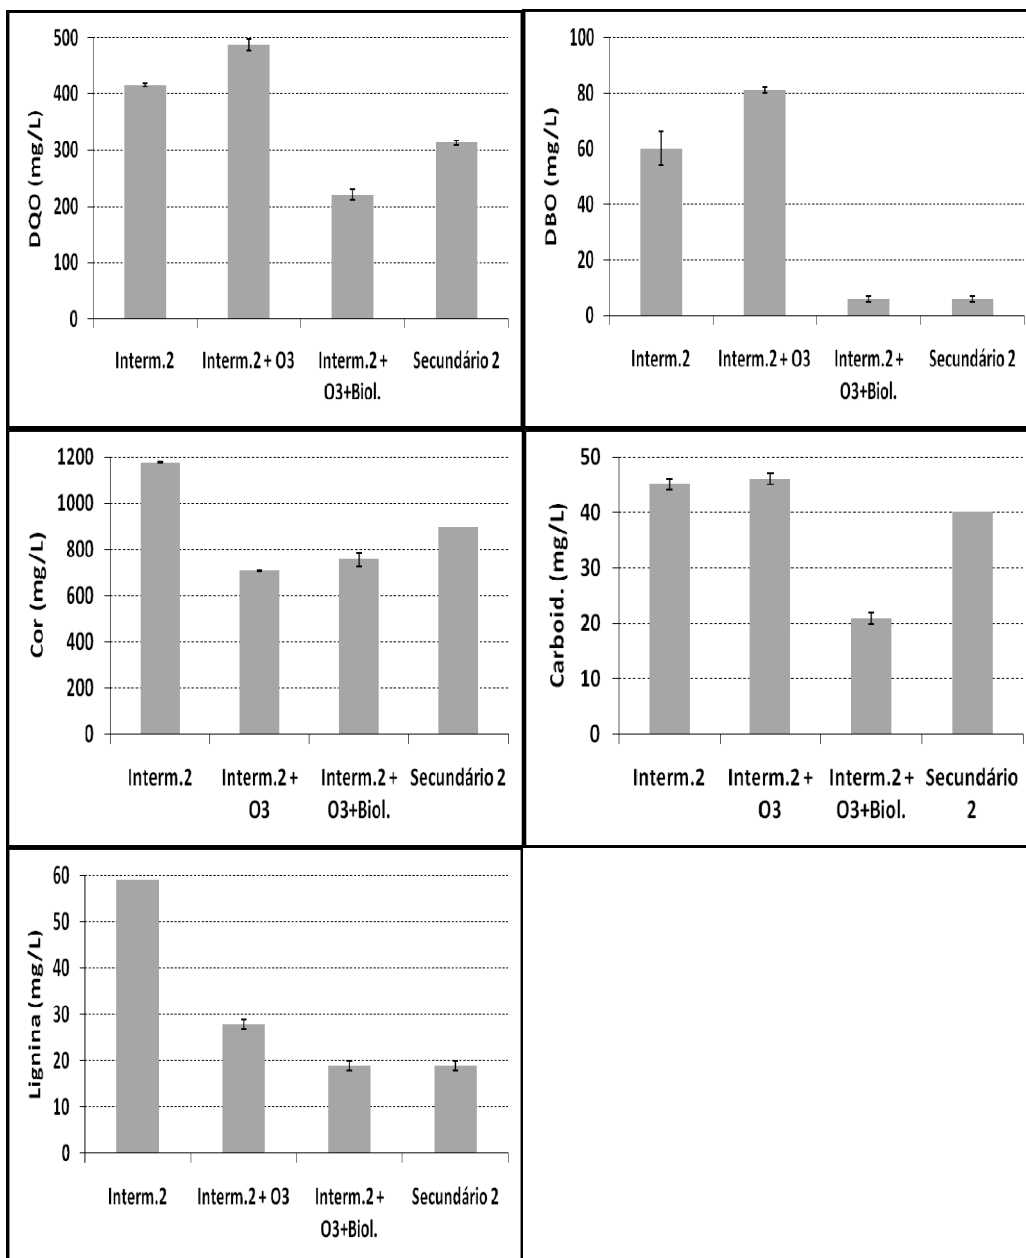 DQO (mg/L)
500
400
300
200
100
0
Interm.2
Interm.2 + O3
Interm.2 +
O3+Biol.
Secundário 2
DBO (mg/L)
100
80
60
40
20
0
Interm.2
Interm.2 + O3
Interm.2 +
O3+Biol.
Secundário 2
Cor (mg/L)
1200
1000
800
600
400
200
0
Interm.2
Interm.2 +
O3
Interm.2 +
O3+Biol.
Secundário 2
Carboid. (mg/L)
50
40
30
20
10
0
Interm.2
Interm.2 +
O3
Interm.2 +
O3+Biol.
Secundário
2
Lignina (mg/L)
60
50
40
30
20
10
0
Interm.2
Interm.2 + O3
Interm.2 +
O3+Biol.
Secundário 2